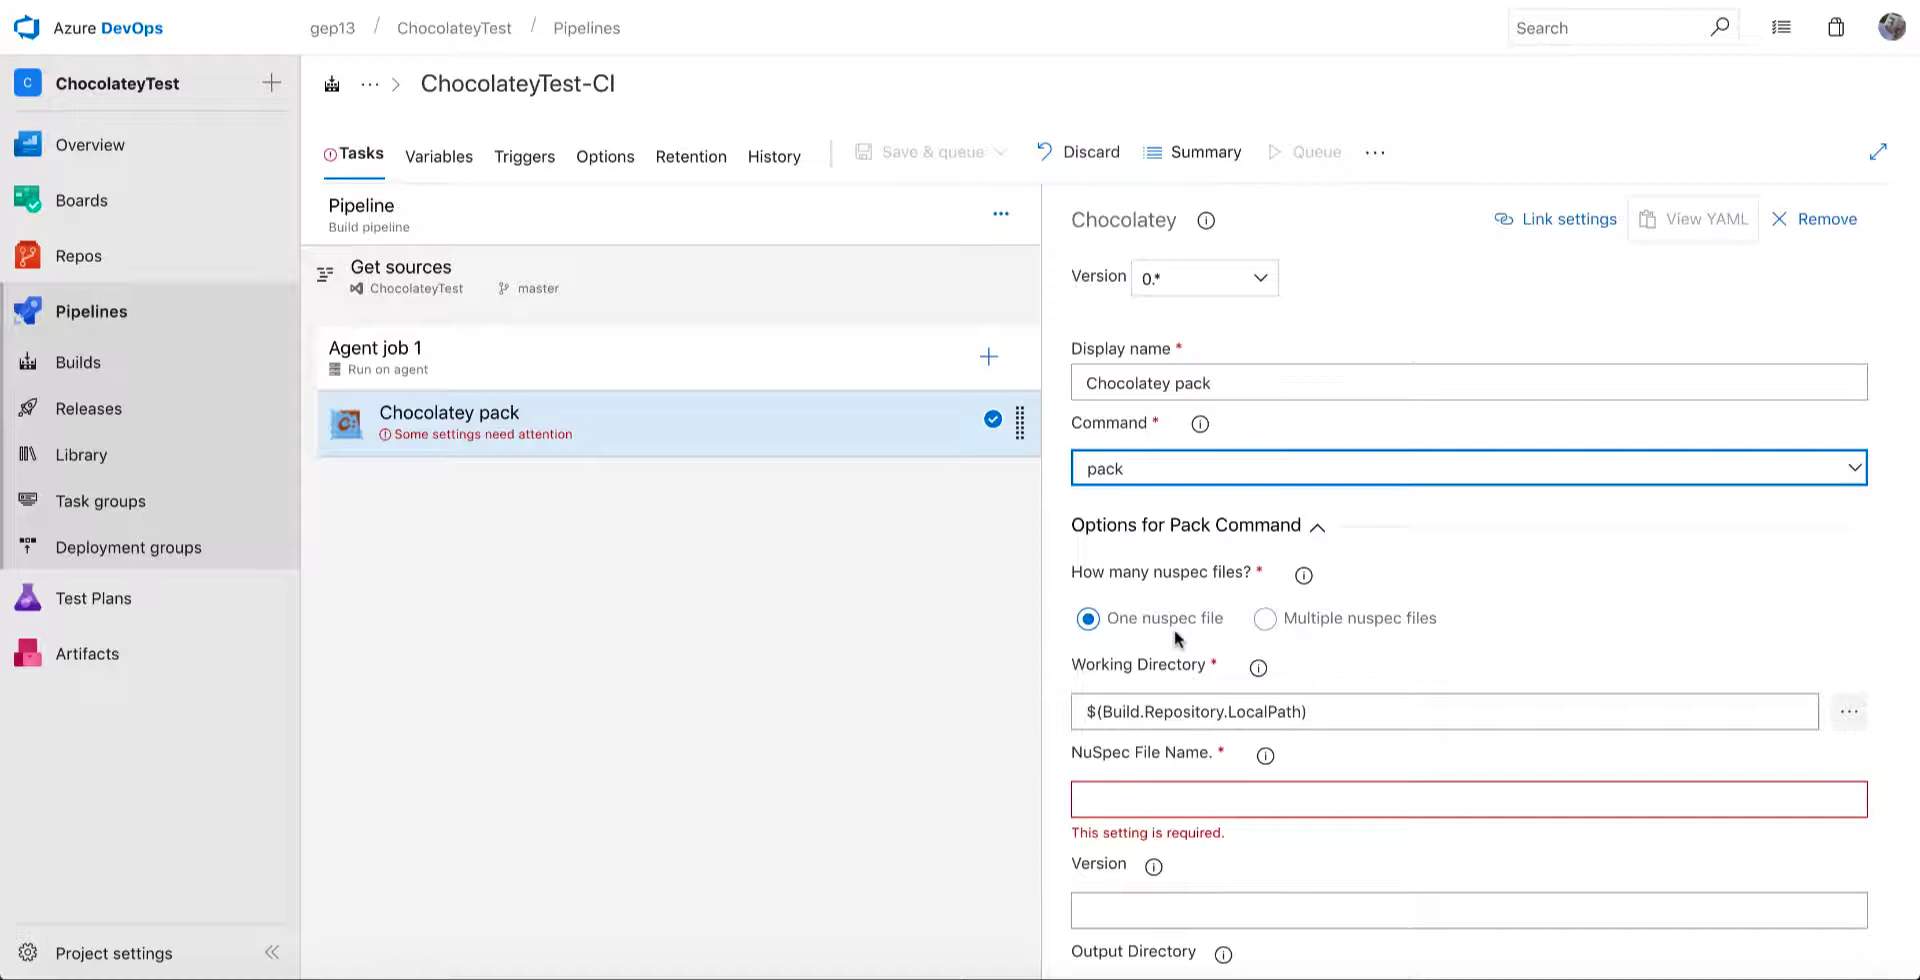 Azure DevOps
gep13 / ChocolateyTest / Pipelines
Search
C ChocolateyTest
Overview
Boards
Repos
Pipelines
Builds
Releases
Library
Task groups
Deployment groups
Test Plans
Artifacts
Project settings
··· > ChocolateyTest-CI
Tasks Variables Triggers Options Retention History Save & queue Discard Summary Queue ···
Pipeline
Build pipeline
Get sources
ChocolateyTest master
Agent job 1
Run on agent
Chocolatey pack
Some settings need attention
Chocolatey Link settings View YAML Remove
Version 0.*
Display name *
Chocolatey pack
Command *
pack
Options for Pack Command
How many nuspec files? *
One nuspec file Multiple nuspec files
Working Directory *
$(Build.Repository.LocalPath) ···
NuSpec File Name. *
This setting is required.
Version
Output Directory